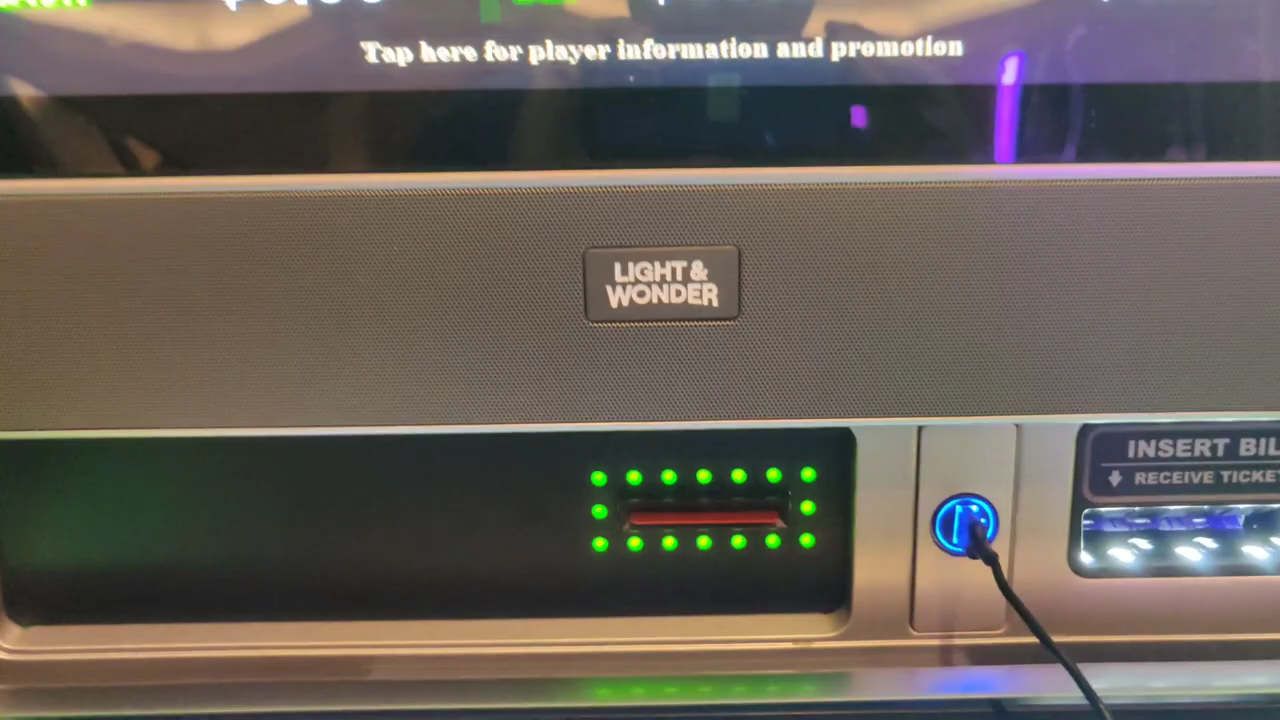 Tap here for player information and promotion
LIGHT &
WONDER
INSERT BIL
RECEIVE TICKE